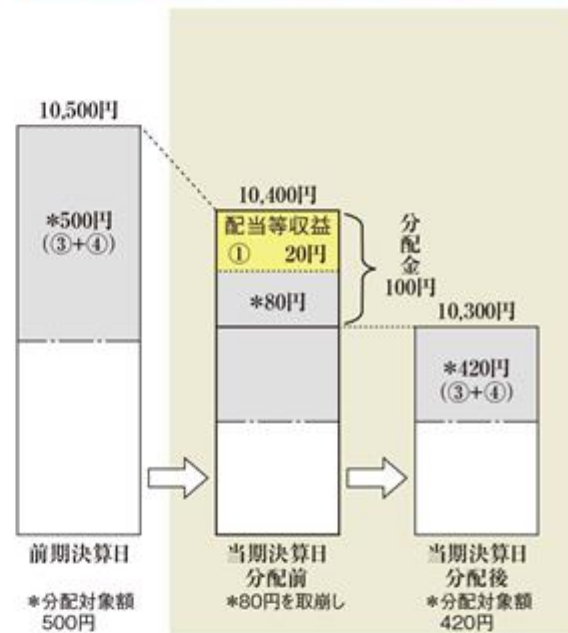 10,500円
*500円
(③+④)
10,400円
配当等収益
① 20円
*80円
分配金
100円
10,300円
*420円
(③+④)
前期決算日
*分配対象額
500円
当期決算日
分配前
*80円を取崩し
当期決算日
分配後
*分配対象額
420円